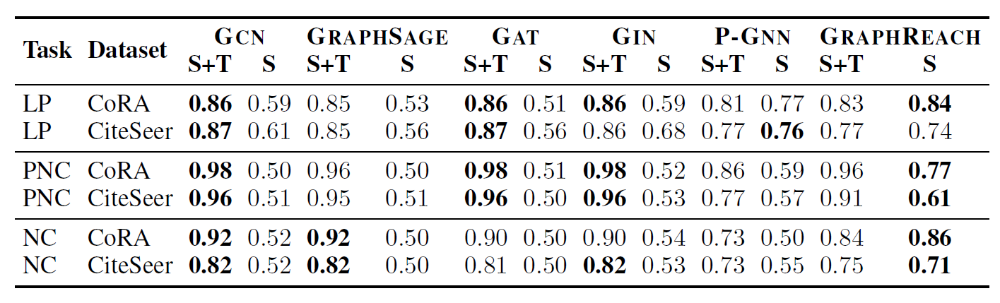 Task Dataset GCN GRAPHSAGE GAT GIN P-GNN GRAPHREACH
S+T S S+T S S+T S S+T S S+T S S+T S
LP CoRA 0.86 0.59 0.85 0.53 0.86 0.51 0.86 0.59 0.81 0.77 0.83 0.84
LP CiteSeer 0.87 0.61 0.85 0.56 0.87 0.56 0.86 0.68 0.77 0.76 0.77 0.74
PNC CoRA 0.98 0.50 0.96 0.50 0.98 0.51 0.98 0.52 0.86 0.59 0.96 0.77
PNC CiteSeer 0.96 0.51 0.95 0.51 0.96 0.50 0.96 0.53 0.77 0.57 0.91 0.61
NC CoRA 0.92 0.52 0.92 0.50 0.90 0.50 0.90 0.54 0.73 0.50 0.84 0.86
NC CiteSeer 0.82 0.52 0.82 0.50 0.81 0.50 0.82 0.53 0.73 0.55 0.75 0.71